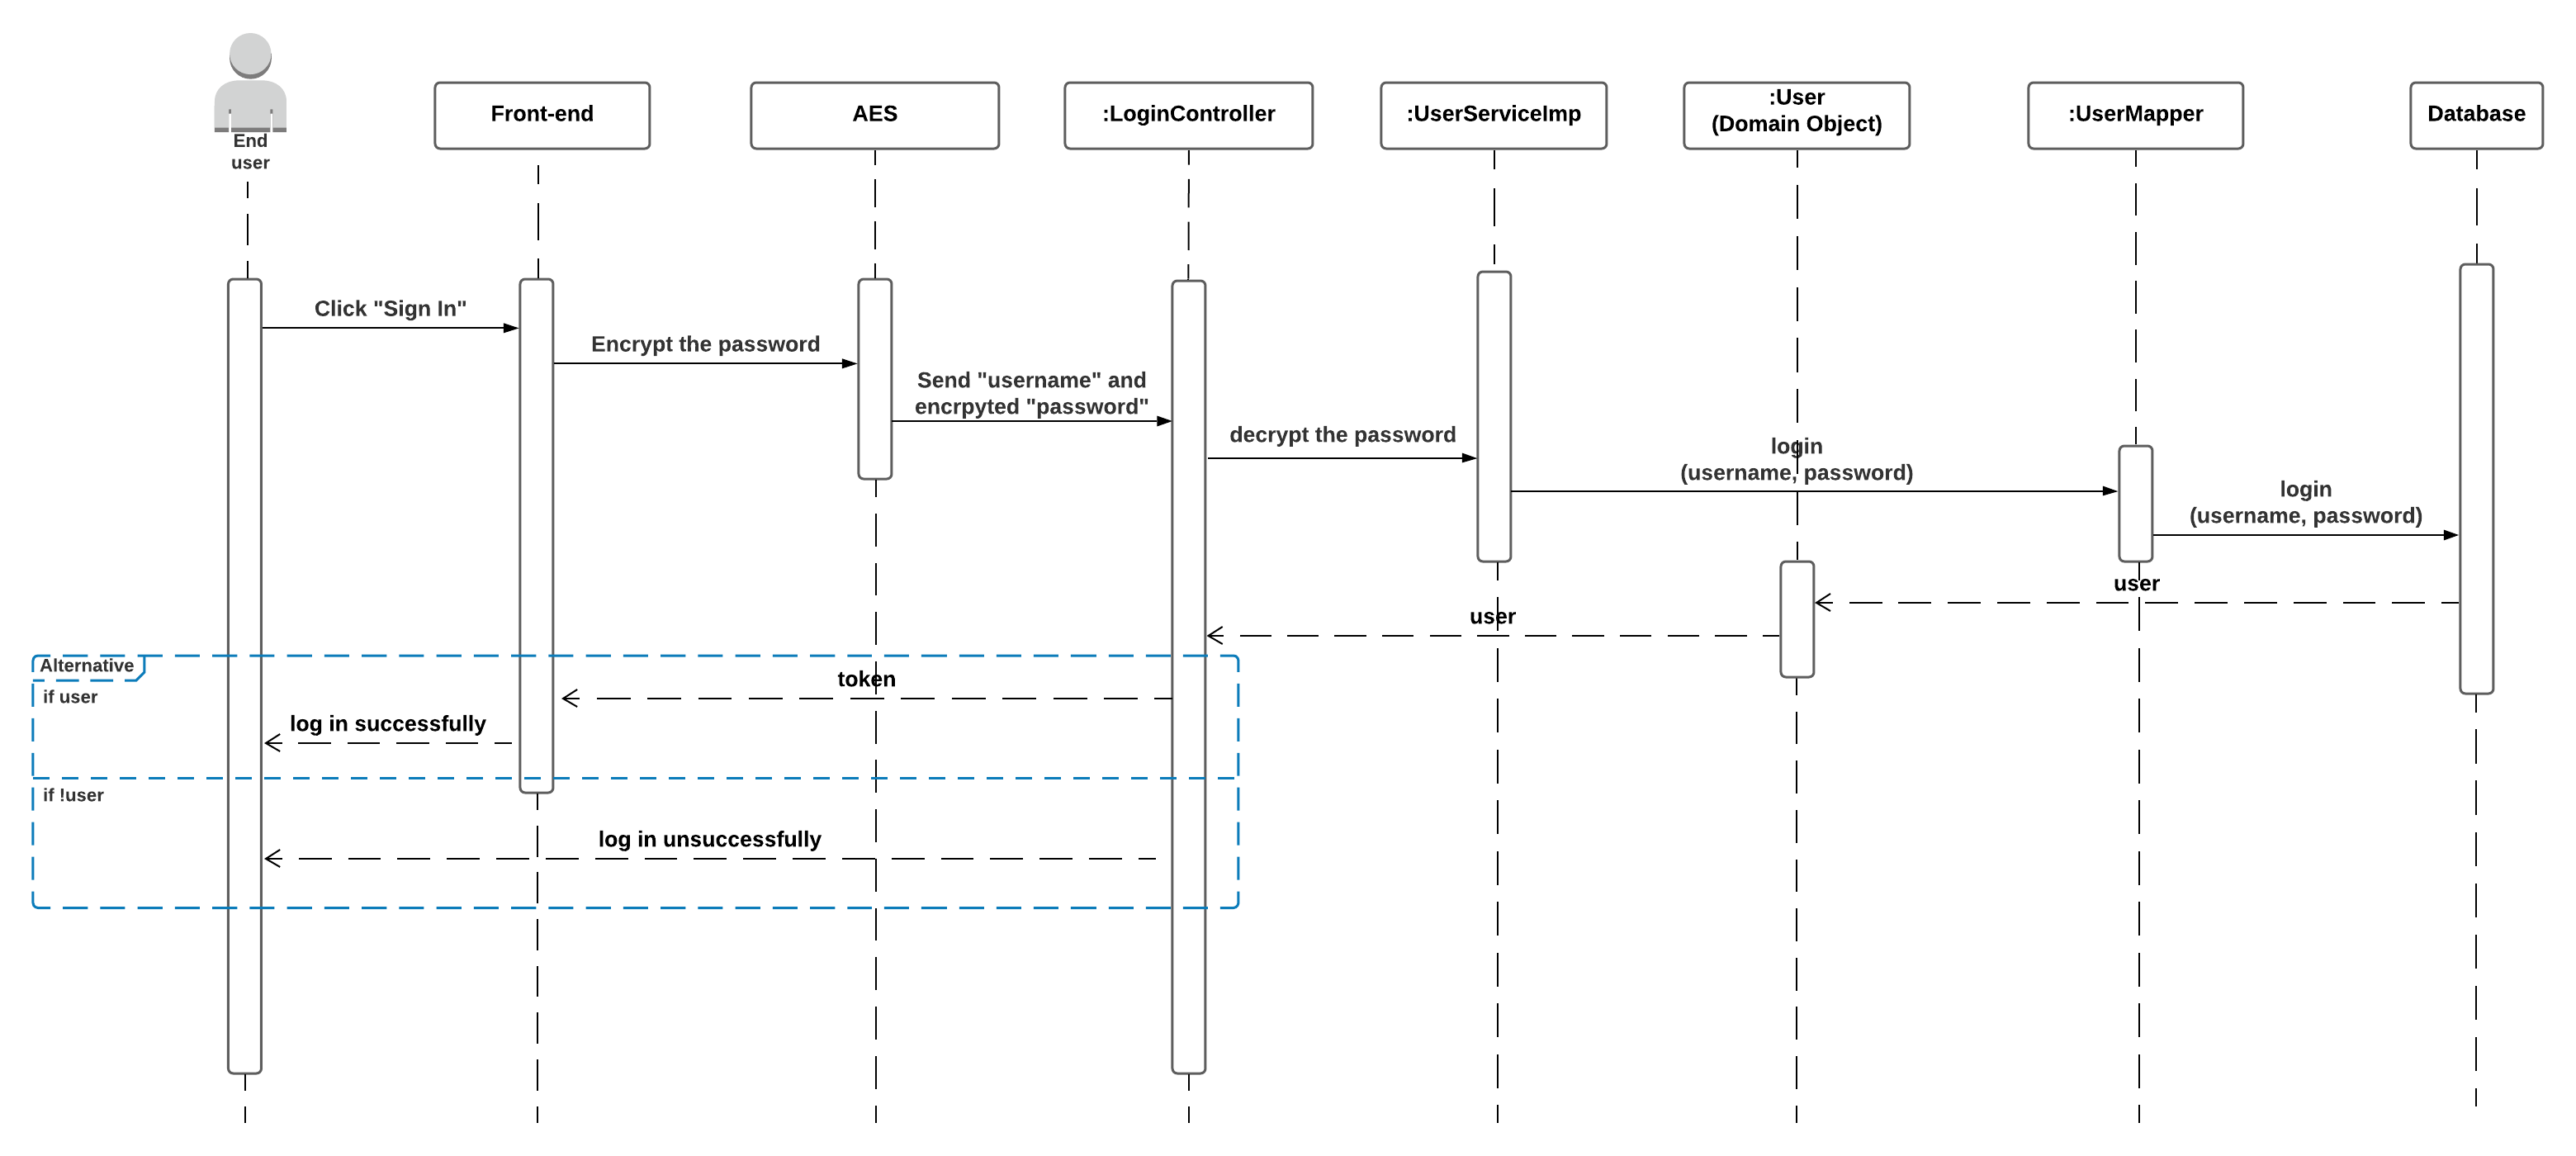 End
user
Front-end
AES
:LoginController
:UserServiceImp
:User
(Domain Object)
:UserMapper
Database
Click "Sign In"
Encrypt the password
Send "username" and
encrpyted "password"
decrypt the password
login
(username, password)
login
(username, password)
user
user
Alternative
if user
token
log in successfully
if !user
log in unsuccessfully